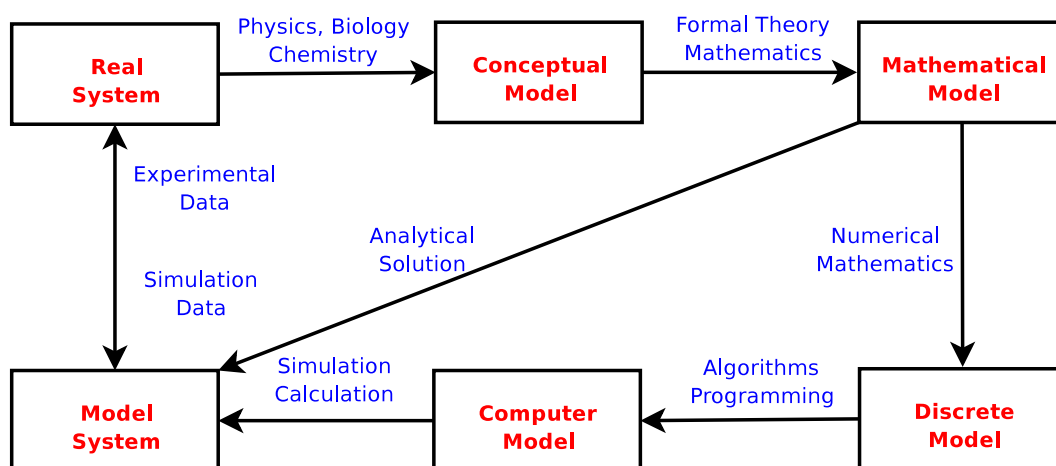 Physics, Biology
Chemistry
Formal Theory
Mathematics
Real
System
Conceptual
Model
Mathematical
Model
Experimental
Data
Analytical
Solution
Numerical
Mathematics
Simulation
Data
Simulation
Calculation
Algorithms
Programming
Model
System
Computer
Model
Discrete
Model